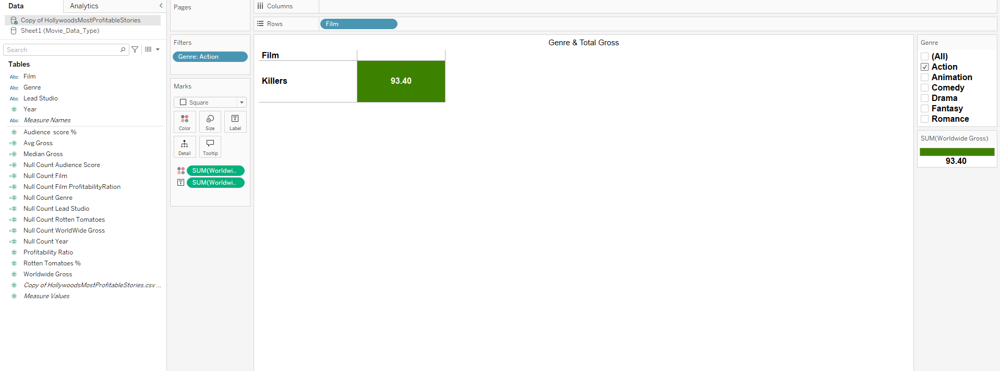 Data
Analytics
Copy of HollywoodsMostProfitableStories
Sheet1 (Movie_Data_Type)
Search
Tables
Abc Film
Abc Genre
Abc Lead Studio
# Year
Abc Measure Names
# Audience score %
=# Avg Gross
=# Median Gross
=# Null Count Audience Score
=# Null Count Film
=# Null Count Film ProfitabilityRation
=# Null Count Genre
=# Null Count Lead Studio
=# Null Count Rotten Tomatoes
=# Null Count WorldWide Gross
=# Null Count Year
# Profitability Ratio
# Rotten Tomatoes %
# Worldwide Gross
# Copy of HollywoodsMostProfitableStories.csv ...
# Measure Values
Pages
Filters
Genre: Action
Marks
Square
Color
Size
T
Label
Detail
Tooltip
SUM(Worldwi..
T SUM(Worldwi..
Columns
Rows
Film
Genre & Total Gross
Film
Killers
93.40
Genre
(All)
Action
Animation
Comedy
Drama
Fantasy
Romance
SUM(Worldwide Gross)
93.40